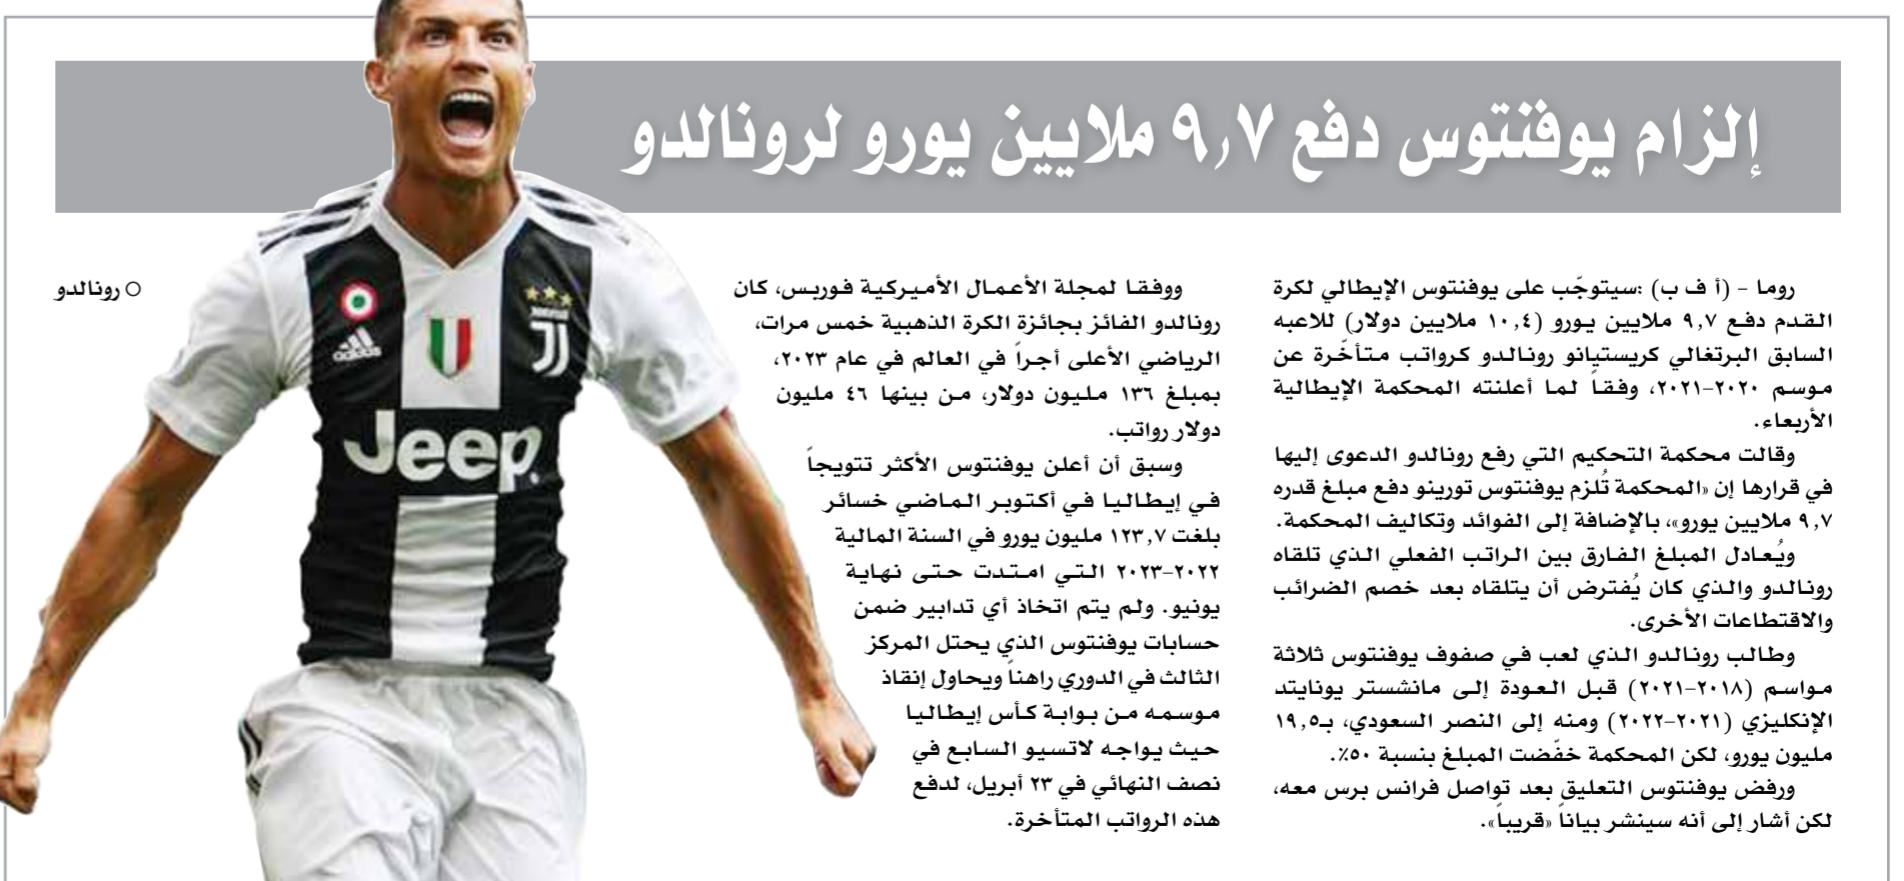 إلزام يوفنتوس دفع ٩٫٧ ملايين يورو لرونالدو
روما - (أ ف ب) :سيتوجّب على يوفنتوس الإيطالي لكرة
القدم دفع ٩٫٧ ملايين يورو (١٠٫٤ ملايين دولار) للاعبه
السابق البرتغالي كريستيانو رونالدو كرواتب متأخّرة عن
موسم ٢٠٢٠-٢٠٢١، وفقاً لما أعلنته المحكمة الإيطالية
الأربعاء.
وقالت محكمة التحكيم التي رفع رونالدو الدعوى إليها
في قرارها إن «المحكمة تُلزم يوفنتوس تورينو دفع مبلغ قدره
٩٫٧ ملايين يورو»، بالإضافة إلى الفوائد وتكاليف المحكمة.
ويُعادل المبلغ الفارق بين الراتب الفعلي الذي تلقاه
رونالدو والذي كان يُفترض أن يتلقاه بعد خصم الضرائب
والاقتطاعات الأخرى.
وطالب رونالدو الذي لعب في صفوف يوفنتوس ثلاثة
مواسم (٢٠١٨-٢٠٢١) قبل العودة إلى مانشستر يونايتد
الإنكليزي (٢٠٢١-٢٠٢٢) ومنه إلى النصر السعودي، بـ١٩٫٥
مليون يورو، لكن المحكمة خفّضت المبلغ بنسبة ٥٠٪.
ورفض يوفنتوس التعليق بعد تواصل فرانس برس معه،
لكن أشار إلى أنه سينشر بياناً «قريباً».
ووفقا لمجلة الأعمال الأميركية فوربس، كان
رونالدو الفائز بجائزة الكرة الذهبية خمس مرات،
الرياضي الأعلى أجراً في العالم في عام ٢٠٢٣،
بمبلغ ١٣٦ مليون دولار، من بينها ٤٦ مليون
دولار رواتب.
وسبق أن أعلن يوفنتوس الأكثر تتويجاً
في إيطاليا في أكتوبر الماضي خسائر
بلغت ١٢٣٫٧ مليون يورو في السنة المالية
٢٠٢٢-٢٠٢٣ التي امتدت حتى نهاية
يونيو. ولم يتم اتخاذ أي تدابير ضمن
حسابات يوفنتوس الذي يحتل المركز
الثالث في الدوري راهناً ويحاول إنقاذ
موسمه من بوابة كأس إيطاليا
حيث يواجه لاتسيو السابع في
نصف النهائي في ٢٣ أبريل، لدفع
هذه الرواتب المتأخرة.
○ رونالدو
adidas
JUVENTUS
Jeep